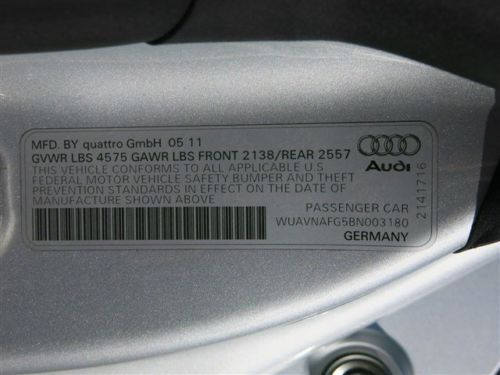 MFD. BY quattro GmbH 05 11
GVWR LBS 4575 GAWR LBS FRONT 2138/REAR 2557
THIS VEHICLE CONFORMS TO ALL APPLICABLE U.S
FEDERAL MOTOR VEHICLE SAFETY BUMPER AND THEFT
PREVENTION STANDARDS IN EFFECT ON THE DATE OF
MANUFACTURE SHOWN ABOVE
Audi
2141716
PASSENGER CAR
WUAVNAFG5BN003180
GERMANY